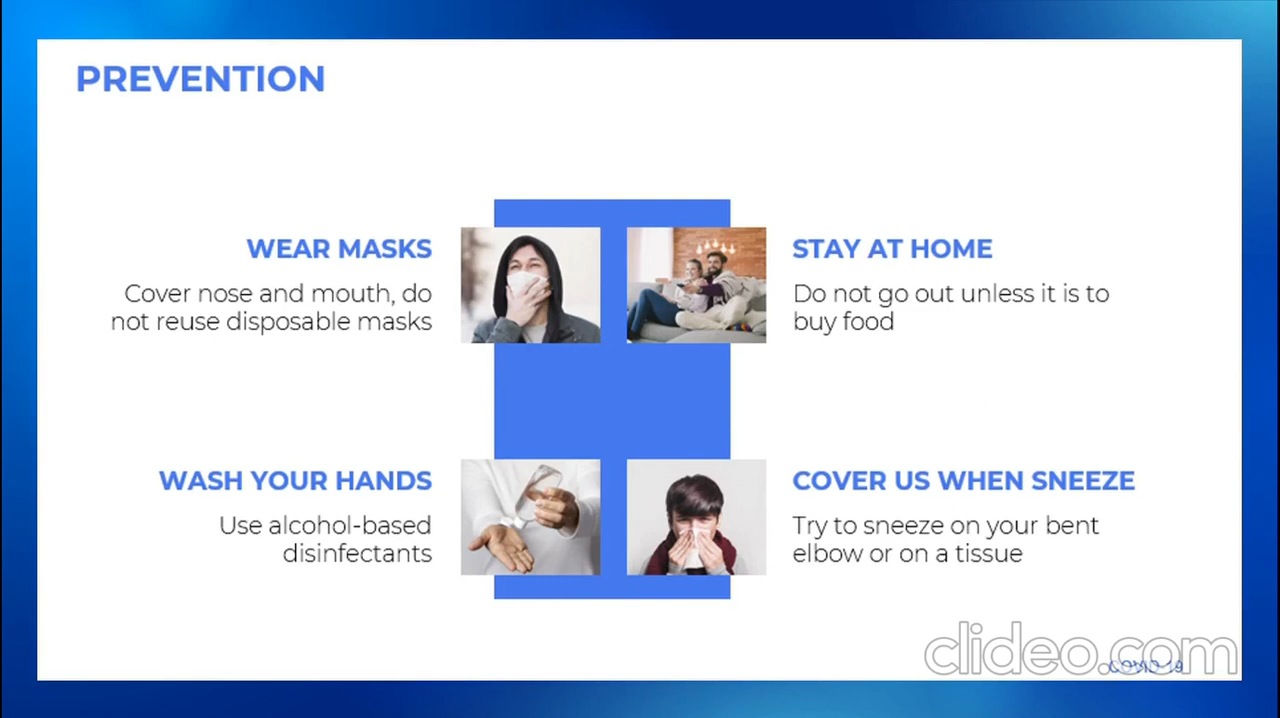 PREVENTION
WEAR MASKS
Cover nose and mouth, do
not reuse disposable masks
STAY AT HOME
Do not go out unless it is to
buy food
WASH YOUR HANDS
Use alcohol-based
disinfectants
COVER US WHEN SNEEZE
Try to sneeze on your bent
elbow or on a tissue
clideo.com
COVID-19